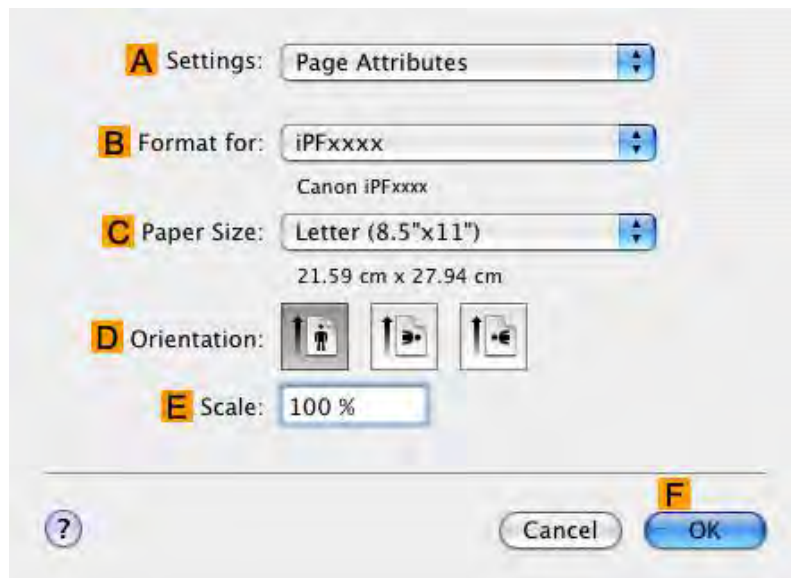 A Settings: Page Attributes
B Format for: iPFxxxx
Canon iPFxxxx
C Paper Size: Letter (8.5"x11")
21.59 cm x 27.94 cm
D Orientation:
E Scale: 100 %
F
? Cancel OK